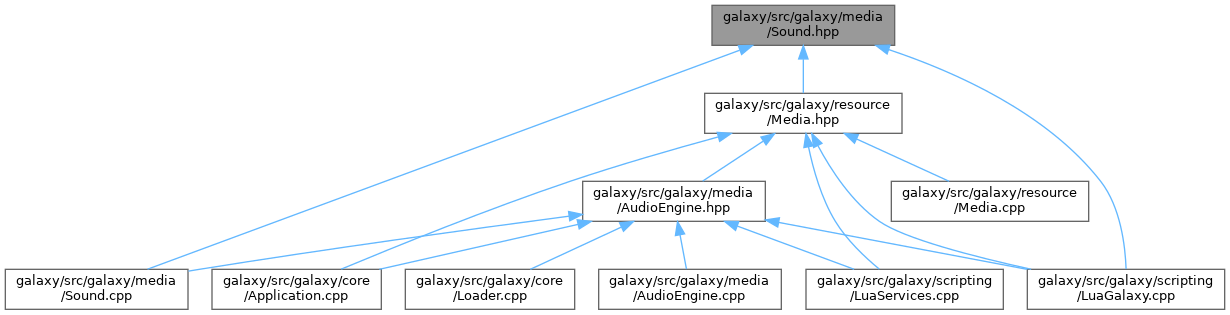 galaxy/src/galaxy/media
/Sound.hpp
galaxy/src/galaxy/resource
/Media.hpp
galaxy/src/galaxy/media
/AudioEngine.hpp
galaxy/src/galaxy/resource
/Media.cpp
galaxy/src/galaxy/media
/Sound.cpp
galaxy/src/galaxy/core
/Application.cpp
galaxy/src/galaxy/core
/Loader.cpp
galaxy/src/galaxy/media
/AudioEngine.cpp
galaxy/src/galaxy/scripting
/LuaServices.cpp
galaxy/src/galaxy/scripting
/LuaGalaxy.cpp